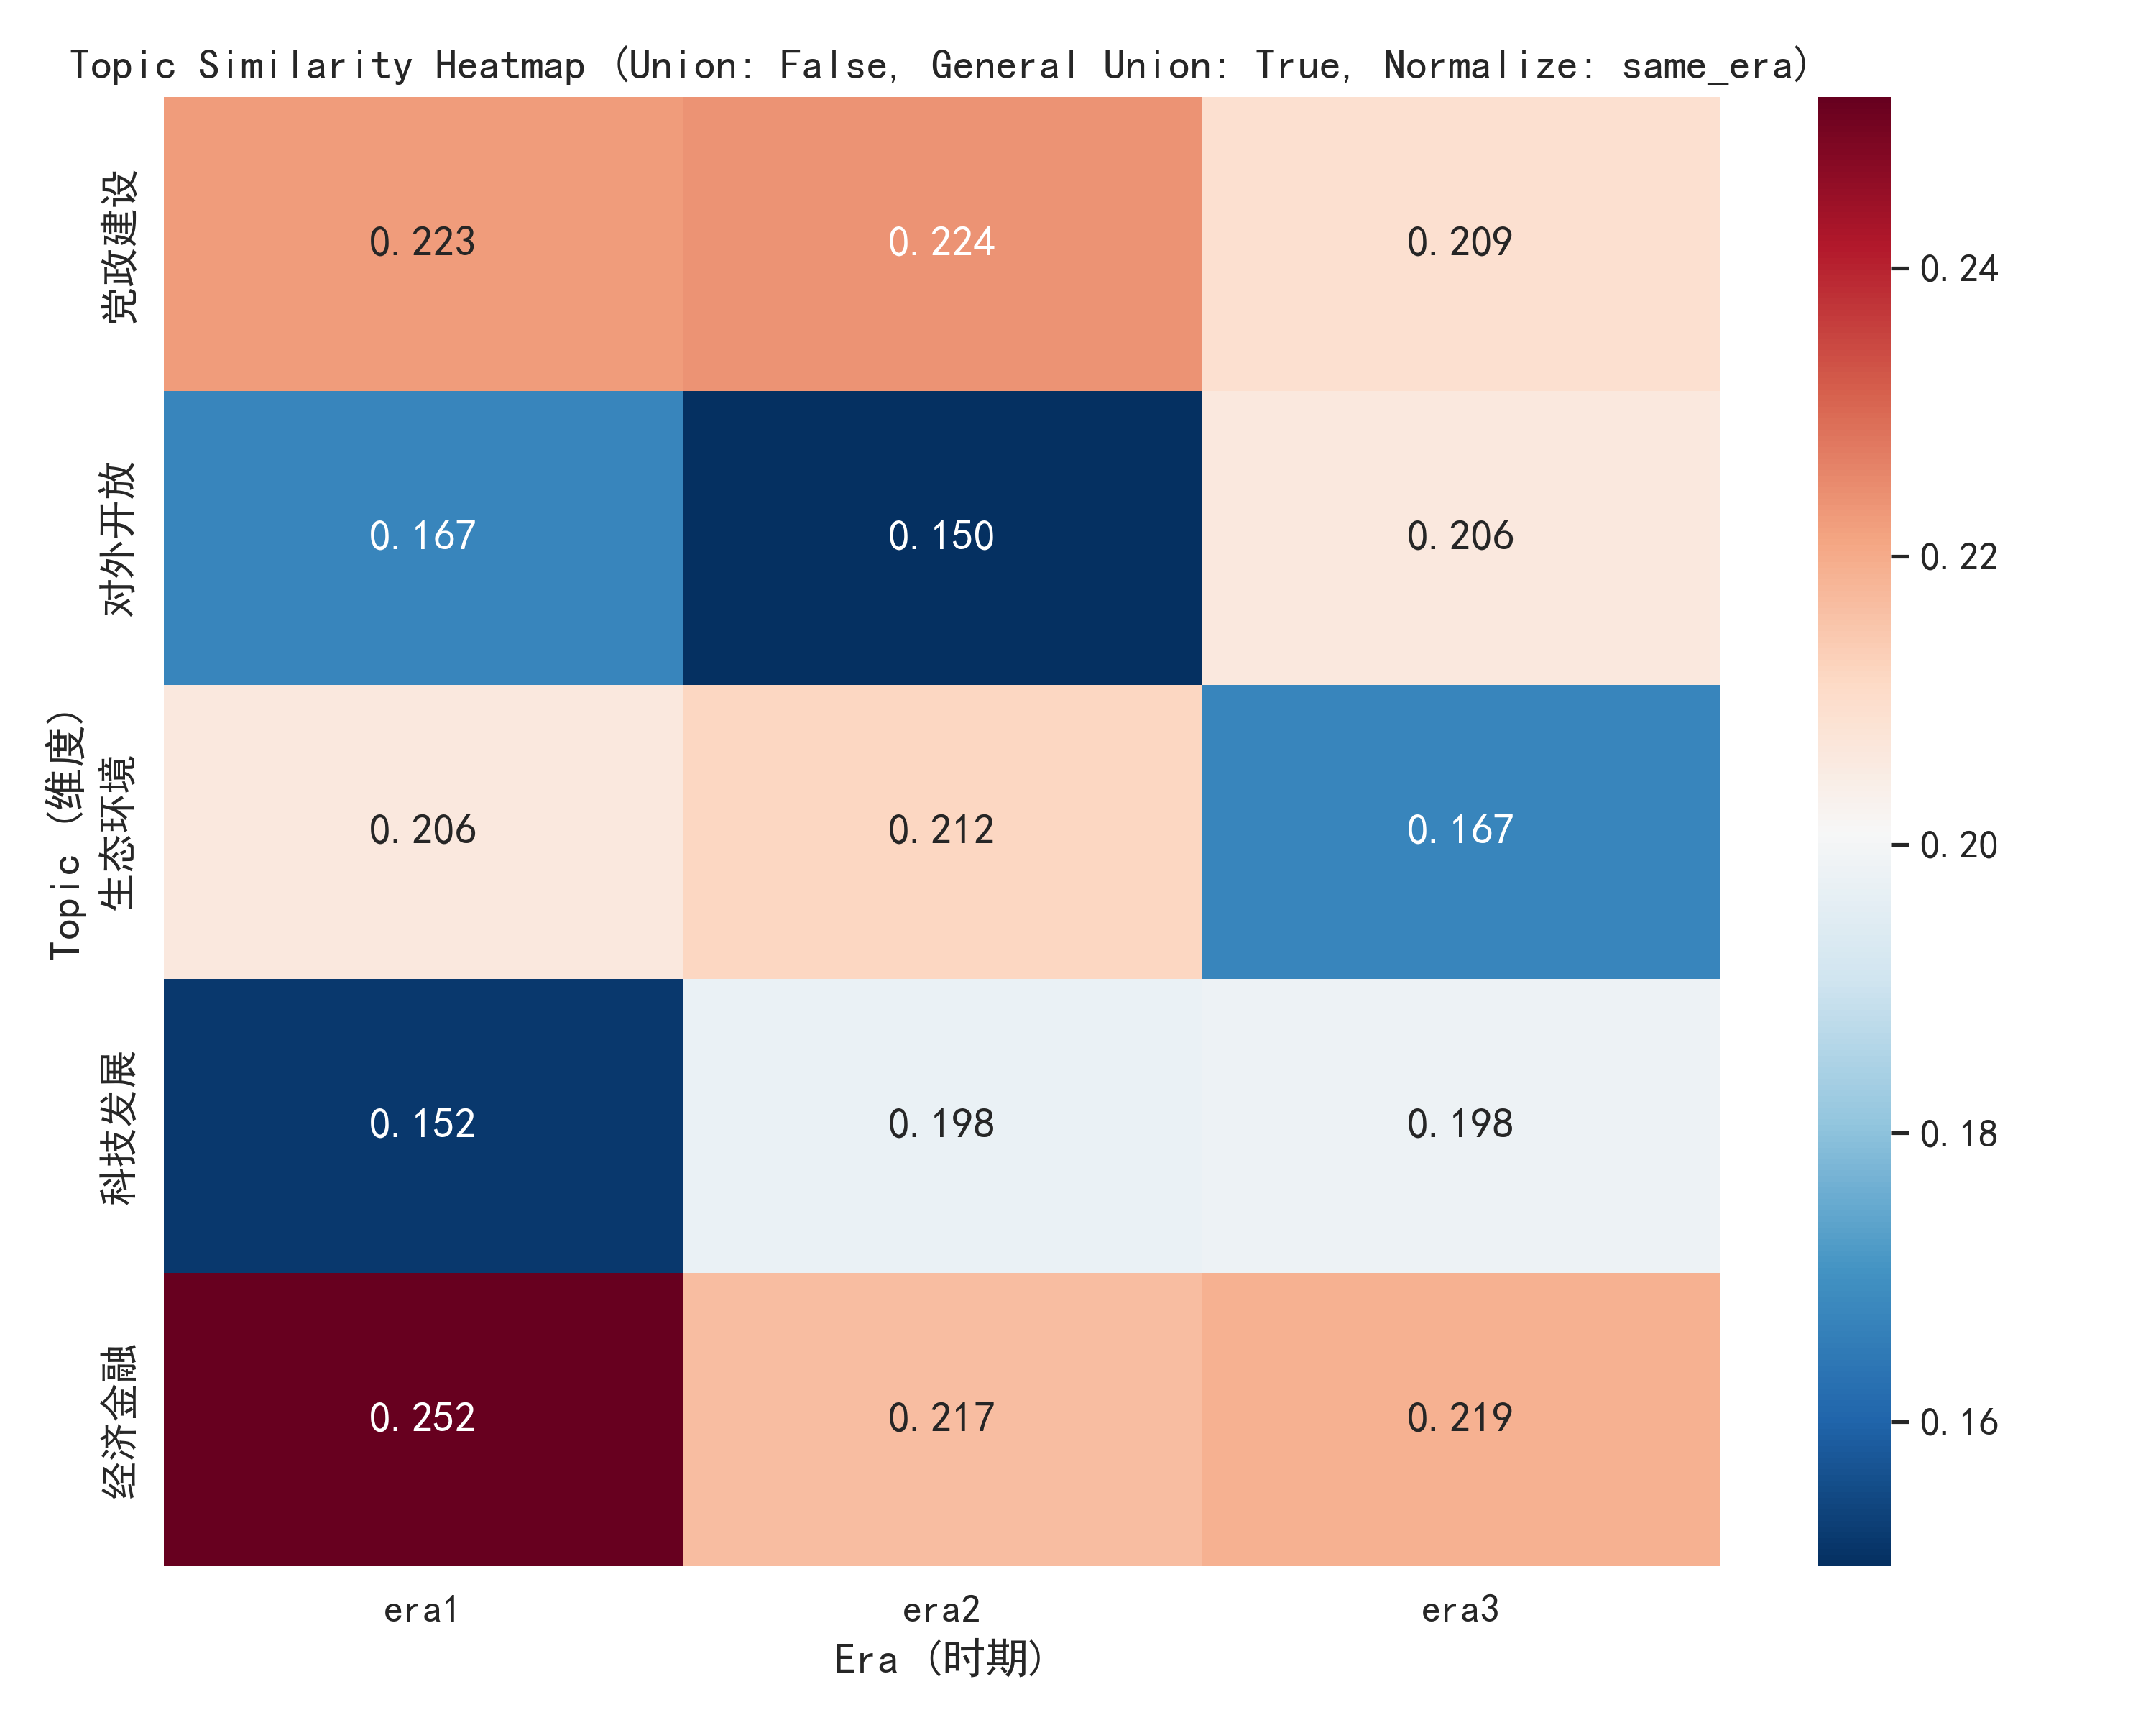 Topic Similarity Heatmap (Union: False, General Union: True, Normalize: same_era)
Topic (维度)
党政建设
0.223 0.224 0.209
对外开放
0.167 0.150 0.206
生态环境
0.206 0.212 0.167
科技发展
0.152 0.198 0.198
经济金融
0.252 0.217 0.219
era1 era2 era3
Era (时期)
0.24
0.22
0.20
0.18
0.16